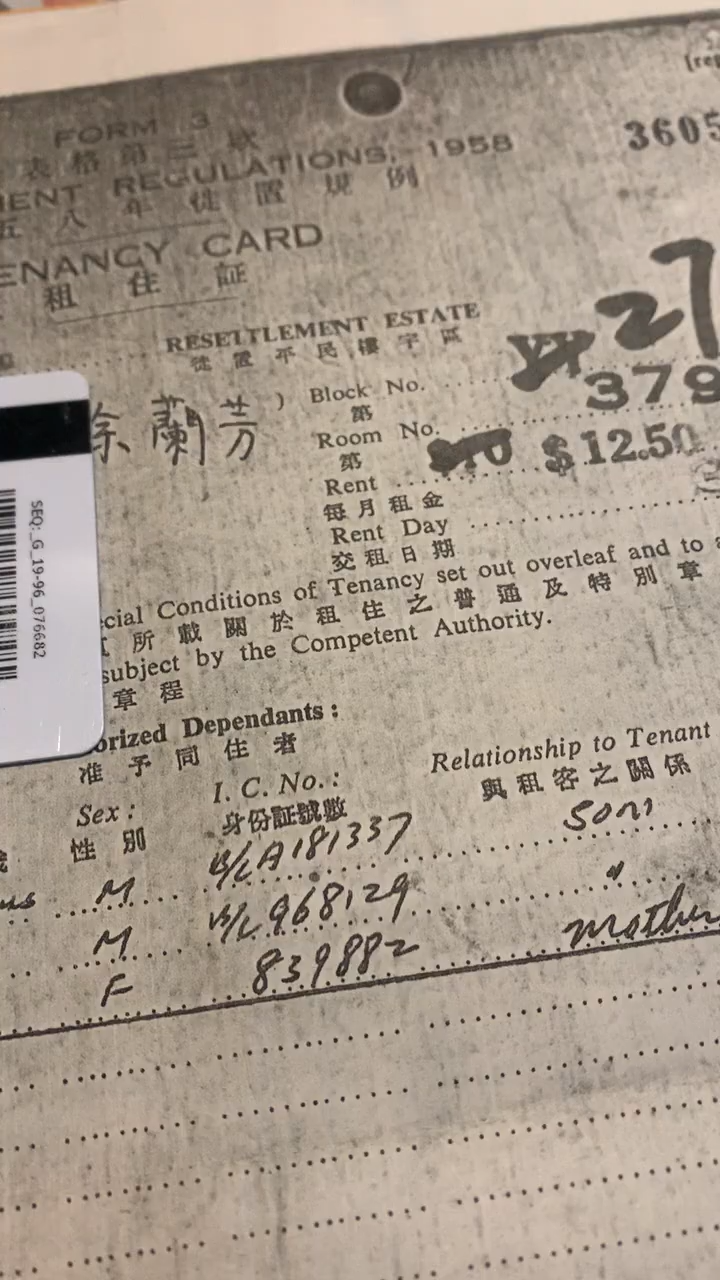 FORM 3
表格第三款
MENT REGULATIONS, 1958
3605
五八年徙置規例
TENANCY CARD
租住証
RESETTLEMENT ESTATE
徙置平民樓宇區
27
蘭芳
) Block No.
第
379
Room No.
第
Rent $12.50
每月租金
Rent Day
交租日期
ecial Conditions of Tenancy set out overleaf and to a
所載關於租住之普通及特別章
subject by the Competent Authority.
章程
SEQ:_G_19-96_076682
orized Dependants:
准予同住者
Sex: I. C. No.: Relationship to Tenant
性別 身份証號數 與租客之關係
M B/C A181337 Son
M B/C 968129 "
F 839882 mother